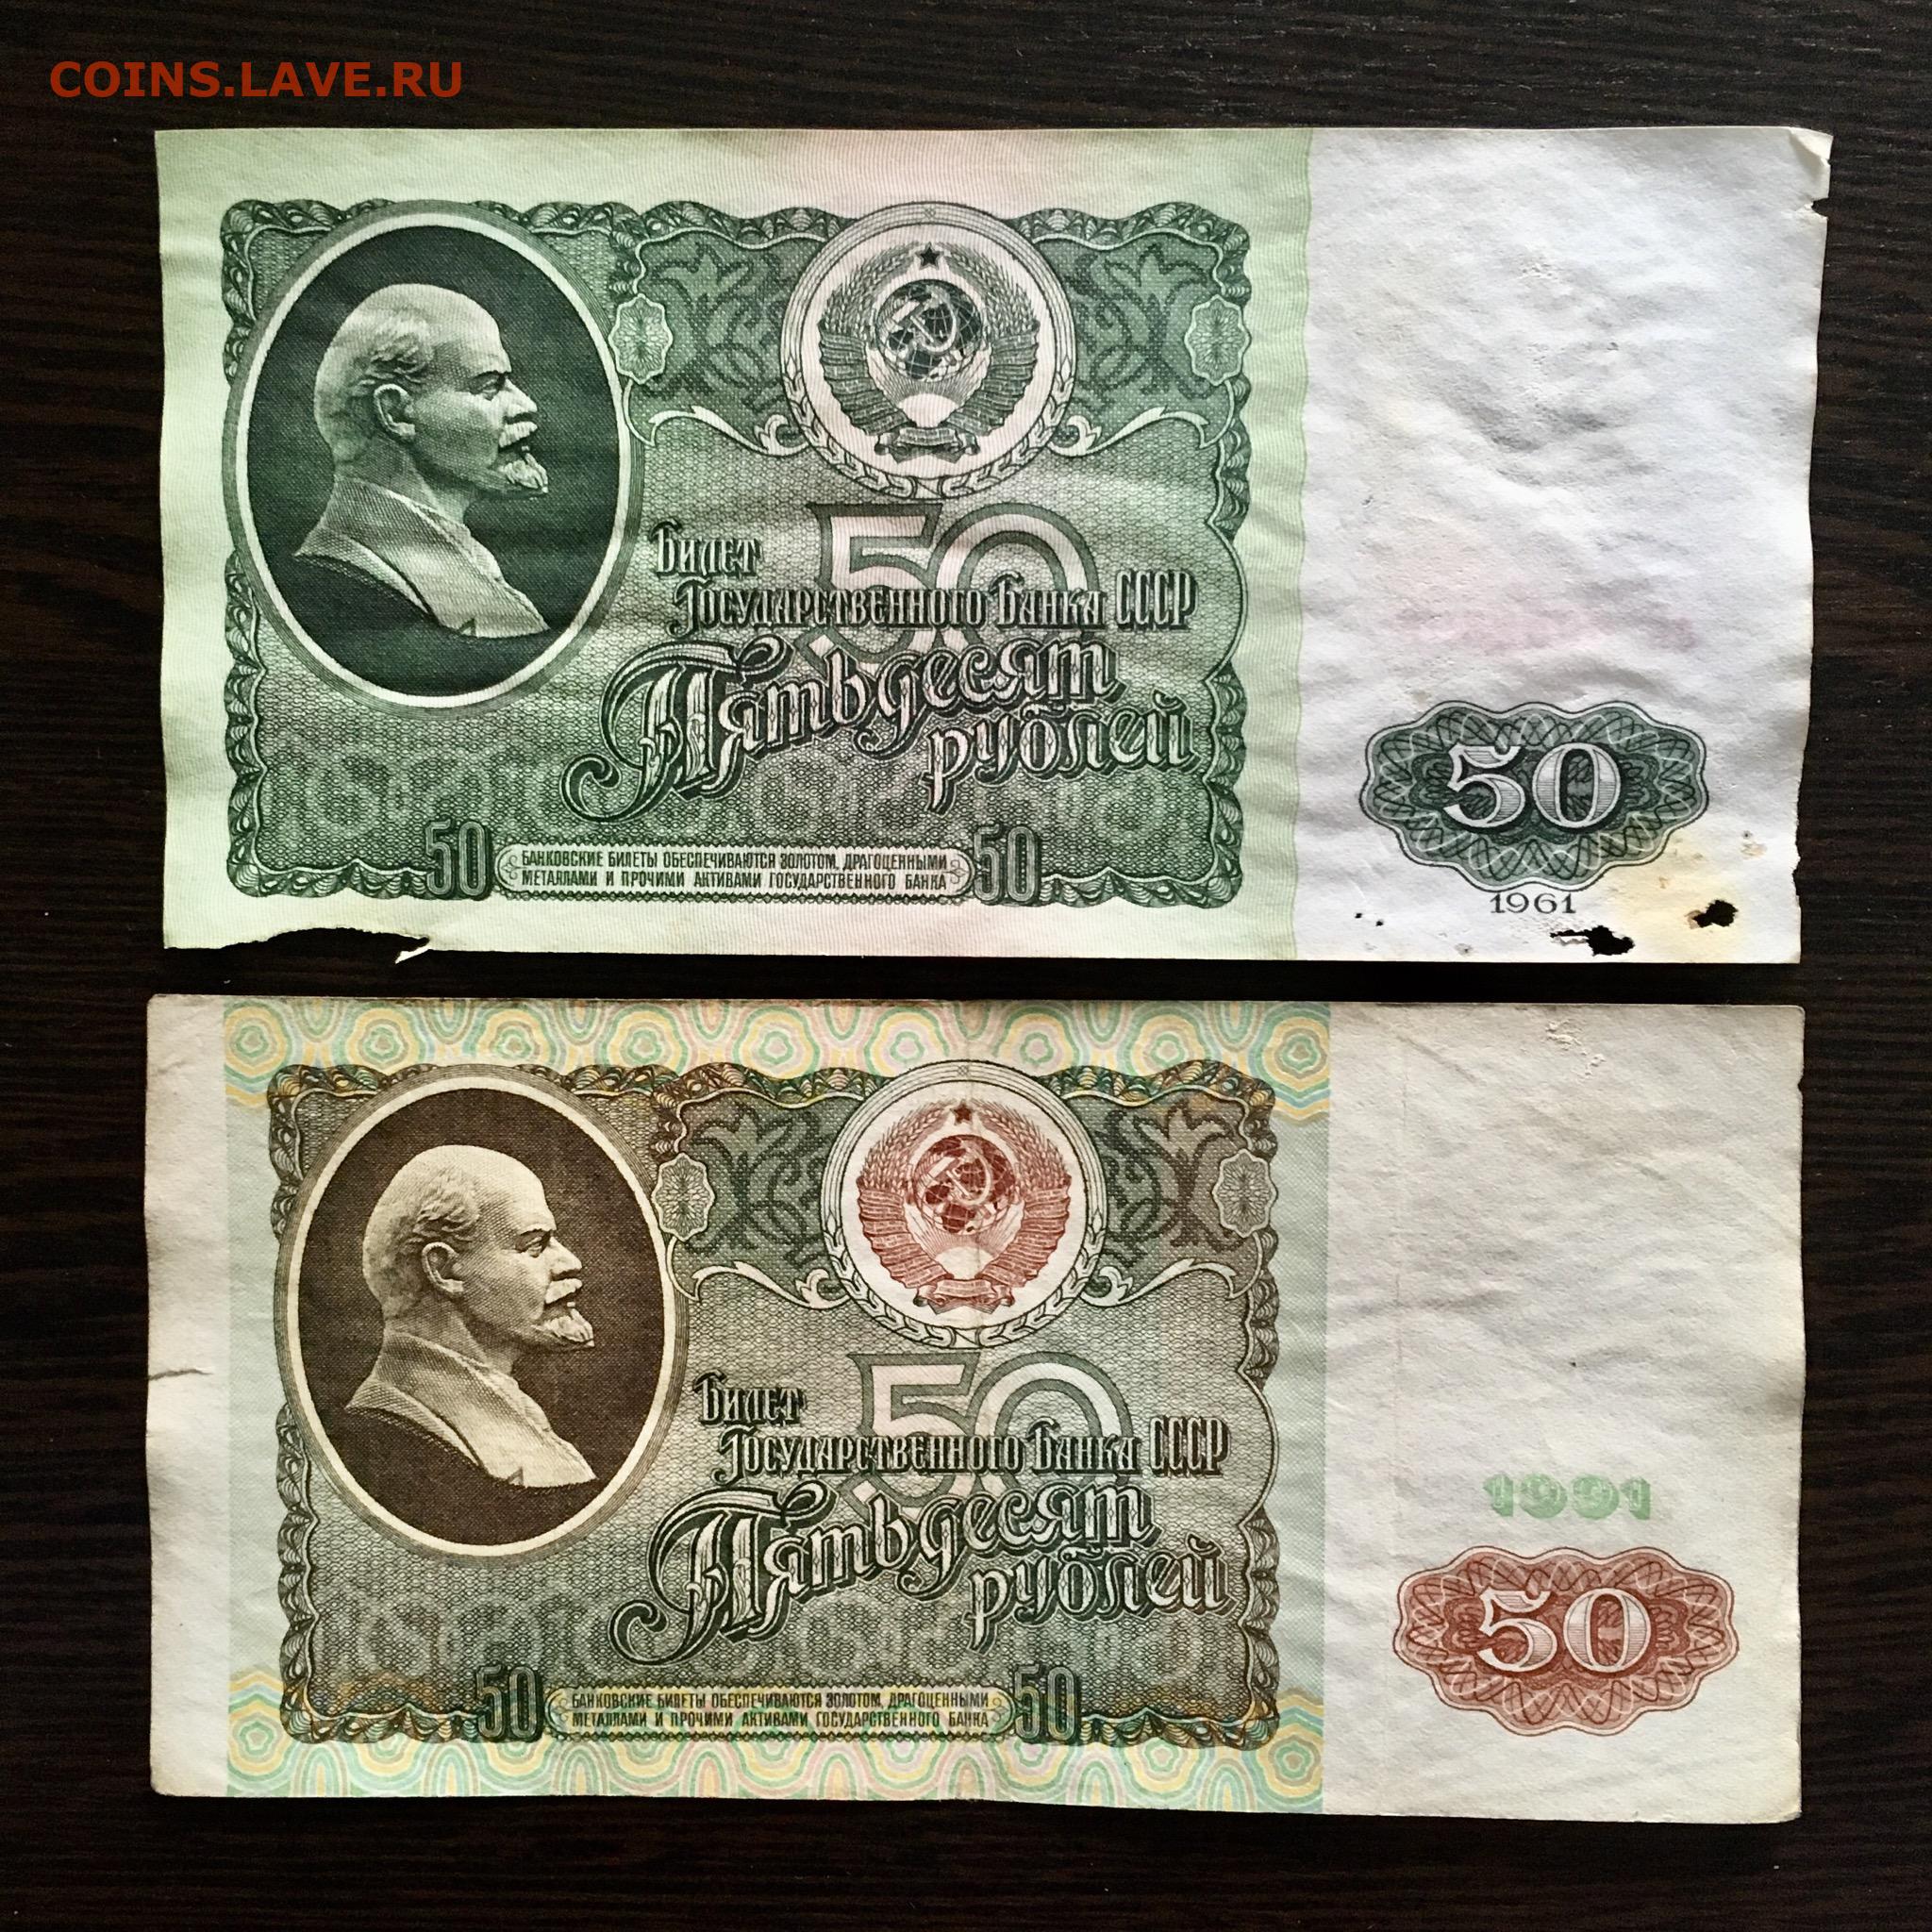 COINS.LAVE.RU
Билет
50
Государственного Банка СССР
Пятьдесят
рублей
50
50
БАНКОВСКИЕ БИЛЕТЫ ОБЕСПЕЧИВАЮТСЯ ЗОЛОТОМ, ДРАГОЦЕННЫМИ
МЕТАЛЛАМИ И ПРОЧИМИ АКТИВАМИ ГОСУДАРСТВЕННОГО БАНКА
50
1961
Билет
50
Государственного Банка СССР
Пятьдесят
рублей
1991
50
50
БАНКОВСКИЕ БИЛЕТЫ ОБЕСПЕЧИВАЮТСЯ ЗОЛОТОМ, ДРАГОЦЕННЫМИ
МЕТАЛЛАМИ И ПРОЧИМИ АКТИВАМИ ГОСУДАРСТВЕННОГО БАНКА
50